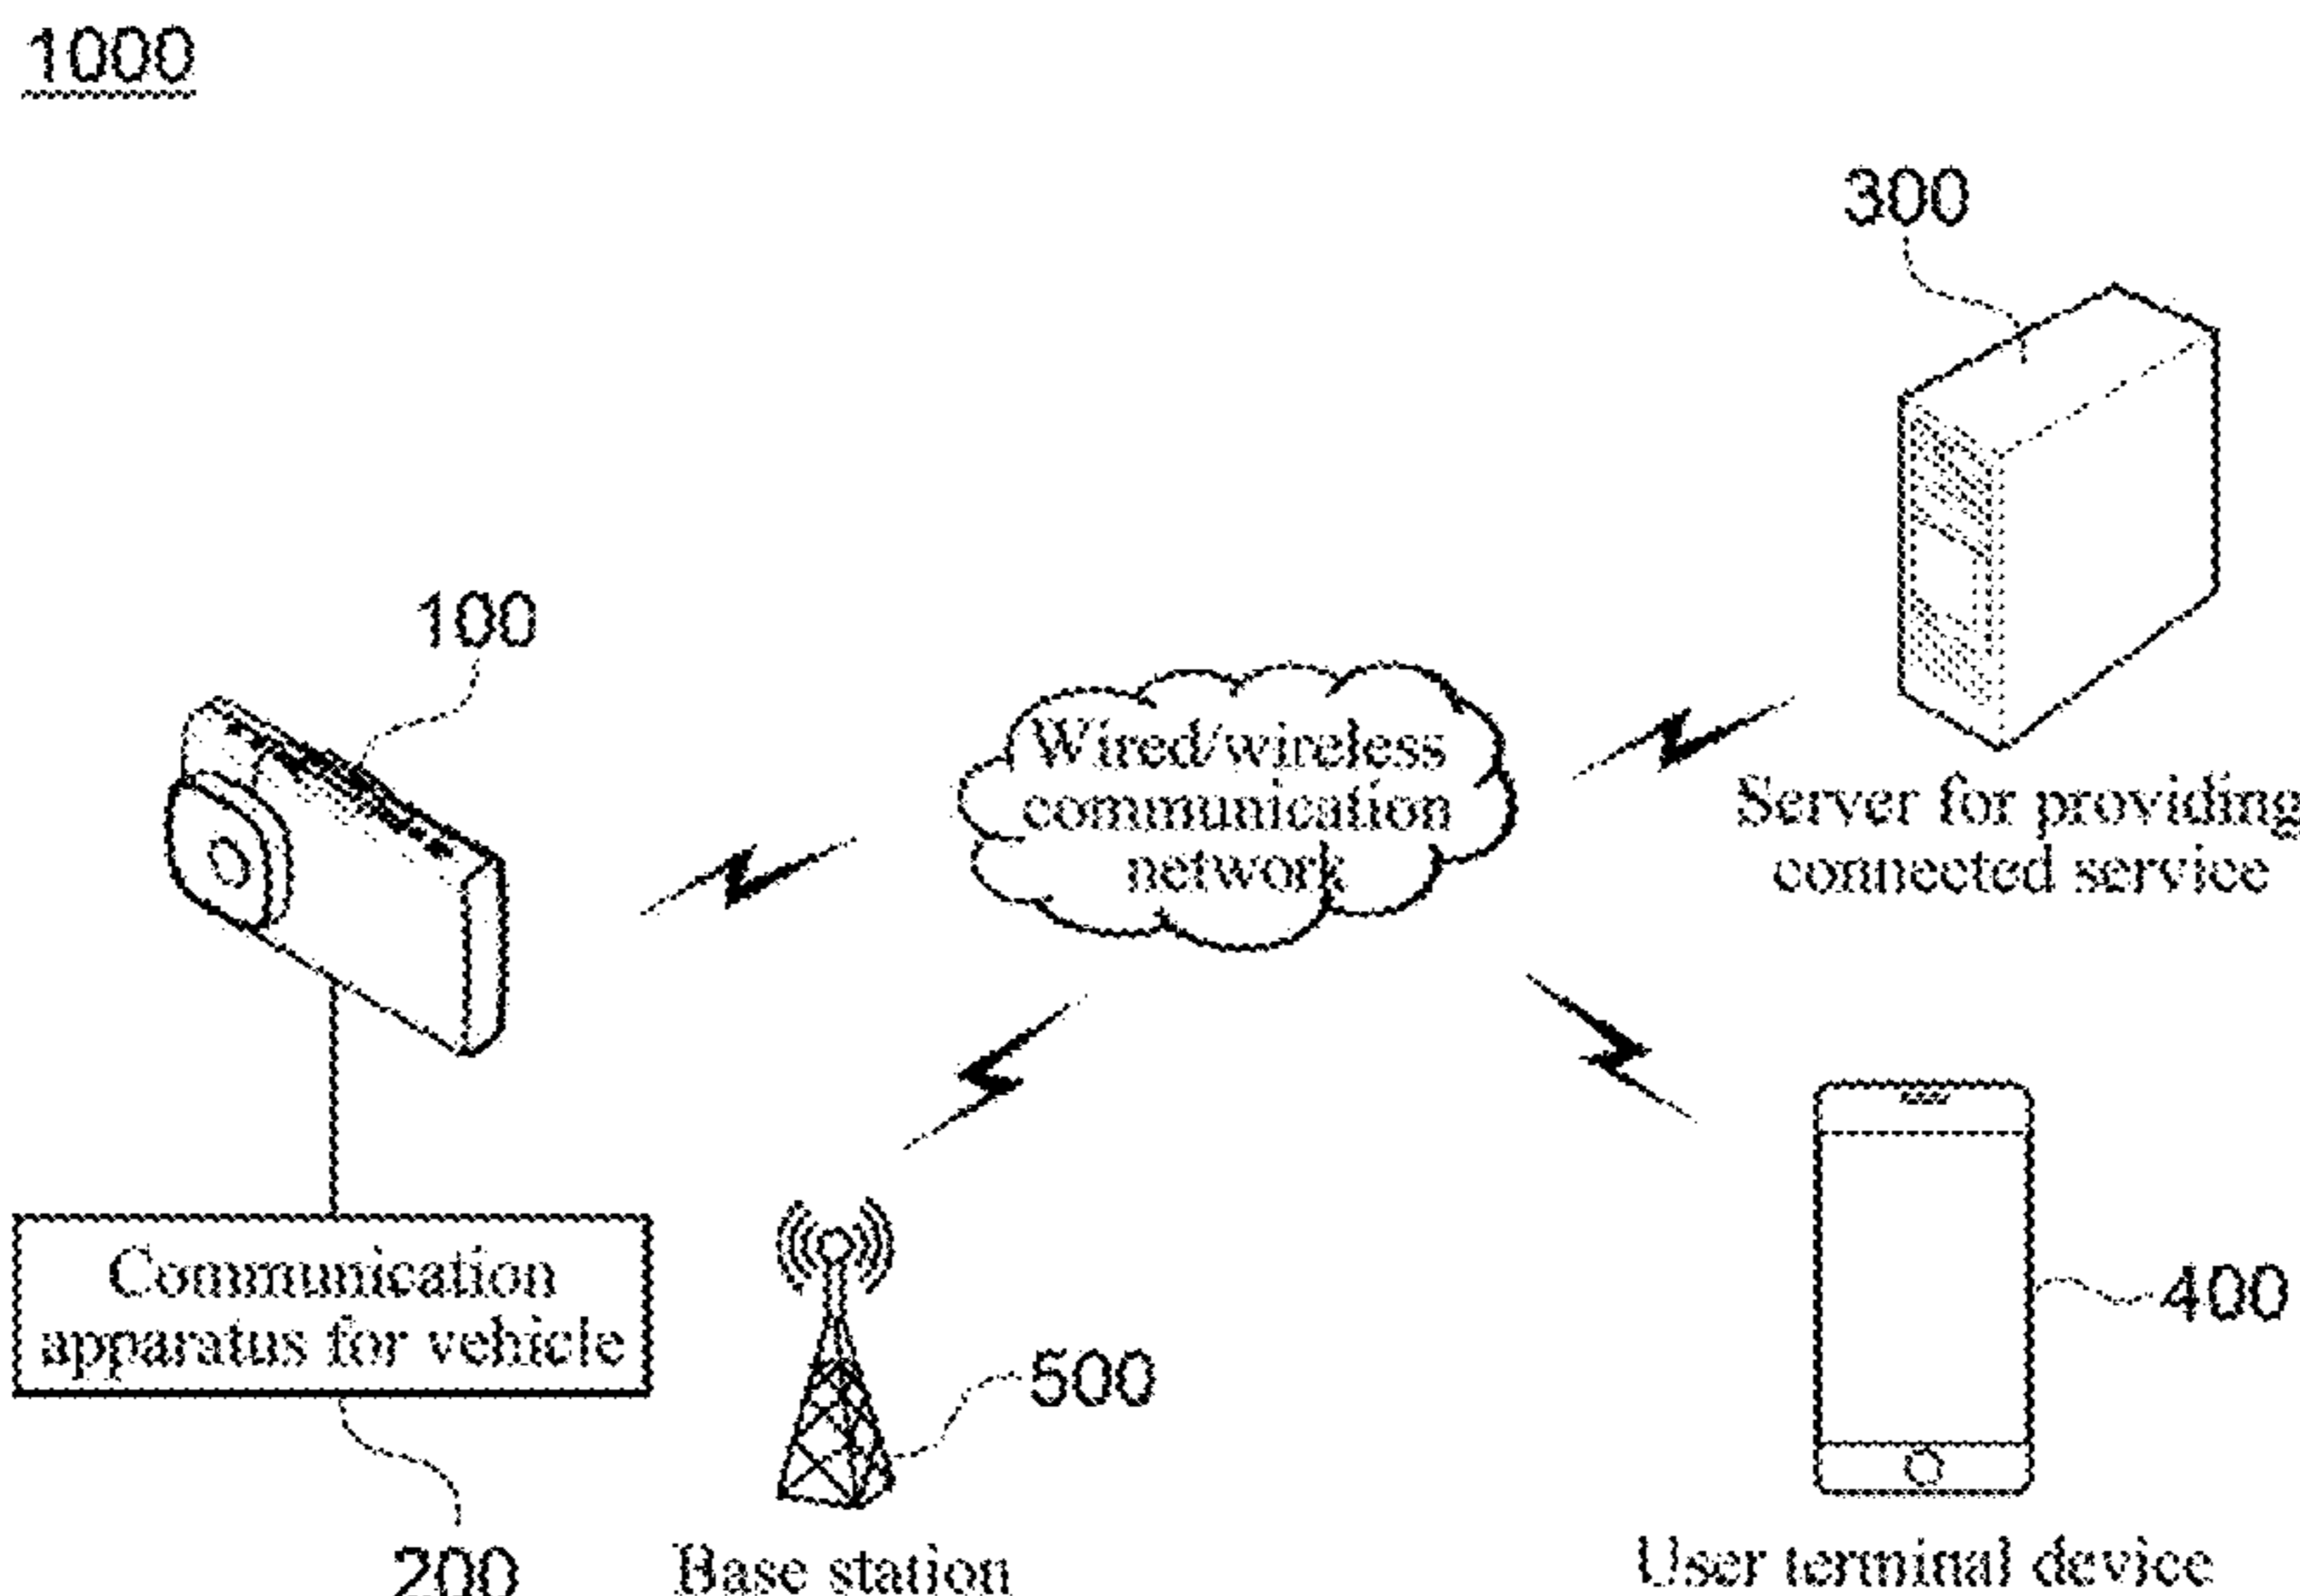 1000
300
100
Wired/wireless
communication
network
Server for providing
connected service
Communication
apparatus for vehicle
400
500
200
Base station
User terminal device